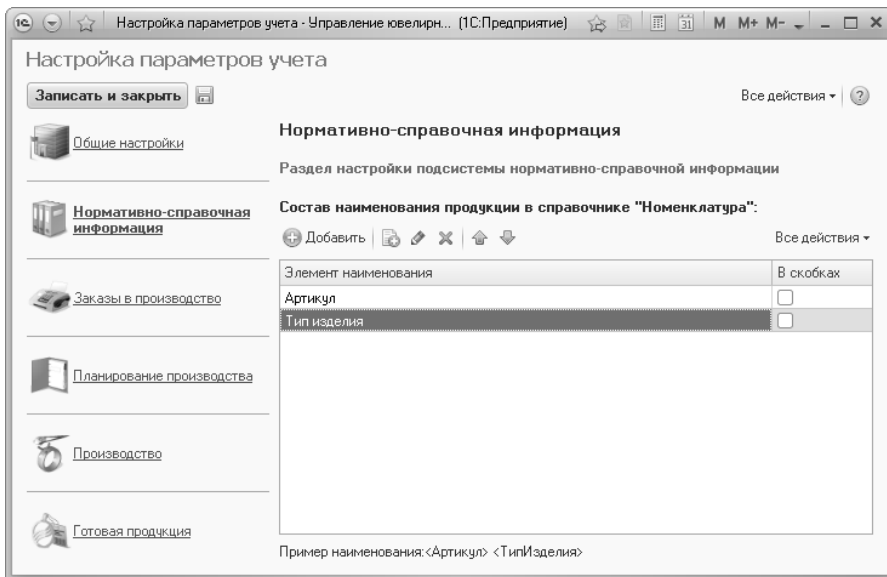 1С Настройка параметров учета - Управление ювелирн... (1С:Предприятие) 31 M M+ M-
Настройка параметров учета
Записать и закрыть Все действия ?
Общие настройки
Нормативно-справочная информация
Заказы в производство
Планирование производства
Производство
Готовая продукция
Нормативно-справочная информация
Раздел настройки подсистемы нормативно-справочной информации
Состав наименования продукции в справочнике "Номенклатура":
Добавить Все действия
Элемент наименования В скобках
Артикул
Тип изделия
Пример наименования:<Артикул> <ТипИзделия>